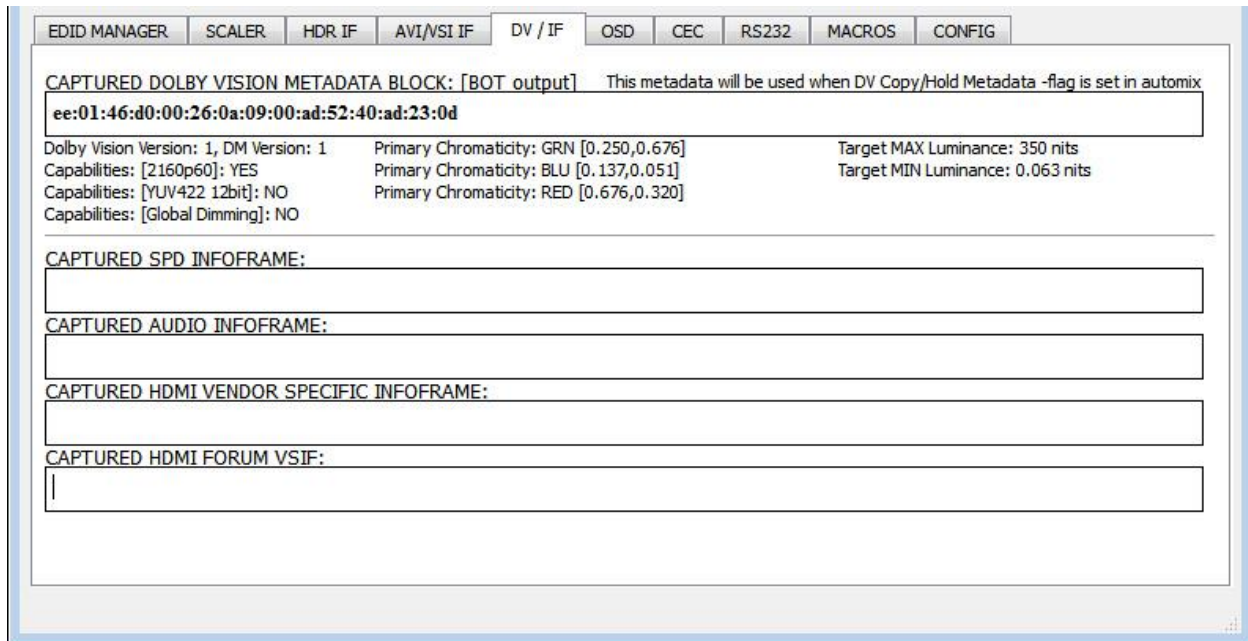 EDID MANAGER SCALER HDR IF AVI/VSI IF DV / IF OSD CEC RS232 MACROS CONFIG
CAPTURED DOLBY VISION METADATA BLOCK: [BOT output] This metadata will be used when DV Copy/Hold Metadata -flag is set in automix
ee:01:46:d0:00:26:0a:09:00:ad:52:40:ad:23:0d
Dolby Vision Version: 1, DM Version: 1 Primary Chromaticity: GRN [0.250,0.676] Target MAX Luminance: 350 nits
Capabilities: [2160p60]: YES Primary Chromaticity: BLU [0.137,0.051] Target MIN Luminance: 0.063 nits
Capabilities: [YUV422 12bit]: NO Primary Chromaticity: RED [0.676,0.320]
Capabilities: [Global Dimming]: NO
CAPTURED SPD INFOFRAME:
CAPTURED AUDIO INFOFRAME:
CAPTURED HDMI VENDOR SPECIFIC INFOFRAME:
CAPTURED HDMI FORUM VSIF: